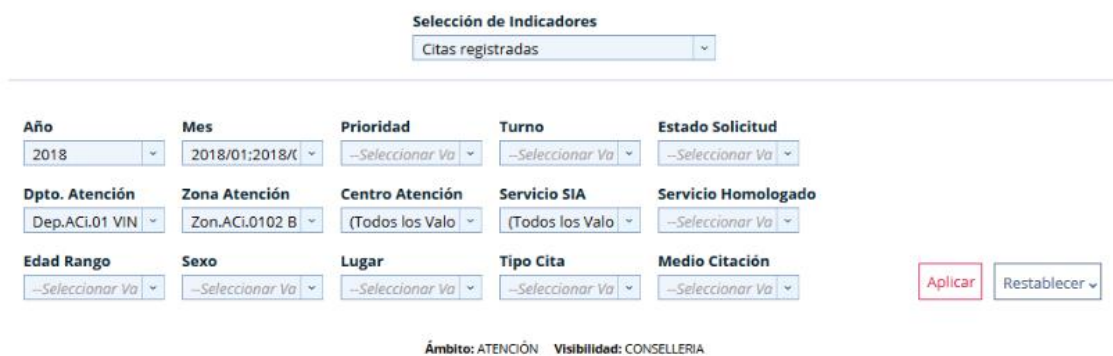 Selección de Indicadores
Citas registradas
Año Mes Prioridad Turno Estado Solicitud
2018 2018/01;2018/( --Seleccionar Va --Seleccionar Va --Seleccionar Va
Dpto. Atención Zona Atención Centro Atención Servicio SIA Servicio Homologado
Dep.ACi.01 VIN Zon.ACi.0102 B (Todos los Valo (Todos los Valo --Seleccionar Va
Edad Rango Sexo Lugar Tipo Cita Medio Citación
--Seleccionar Va --Seleccionar Va --Seleccionar Va --Seleccionar Va --Seleccionar Va
Aplicar Restablecer
Ámbito: ATENCIÓN Visibilidad: CONSELLERIA